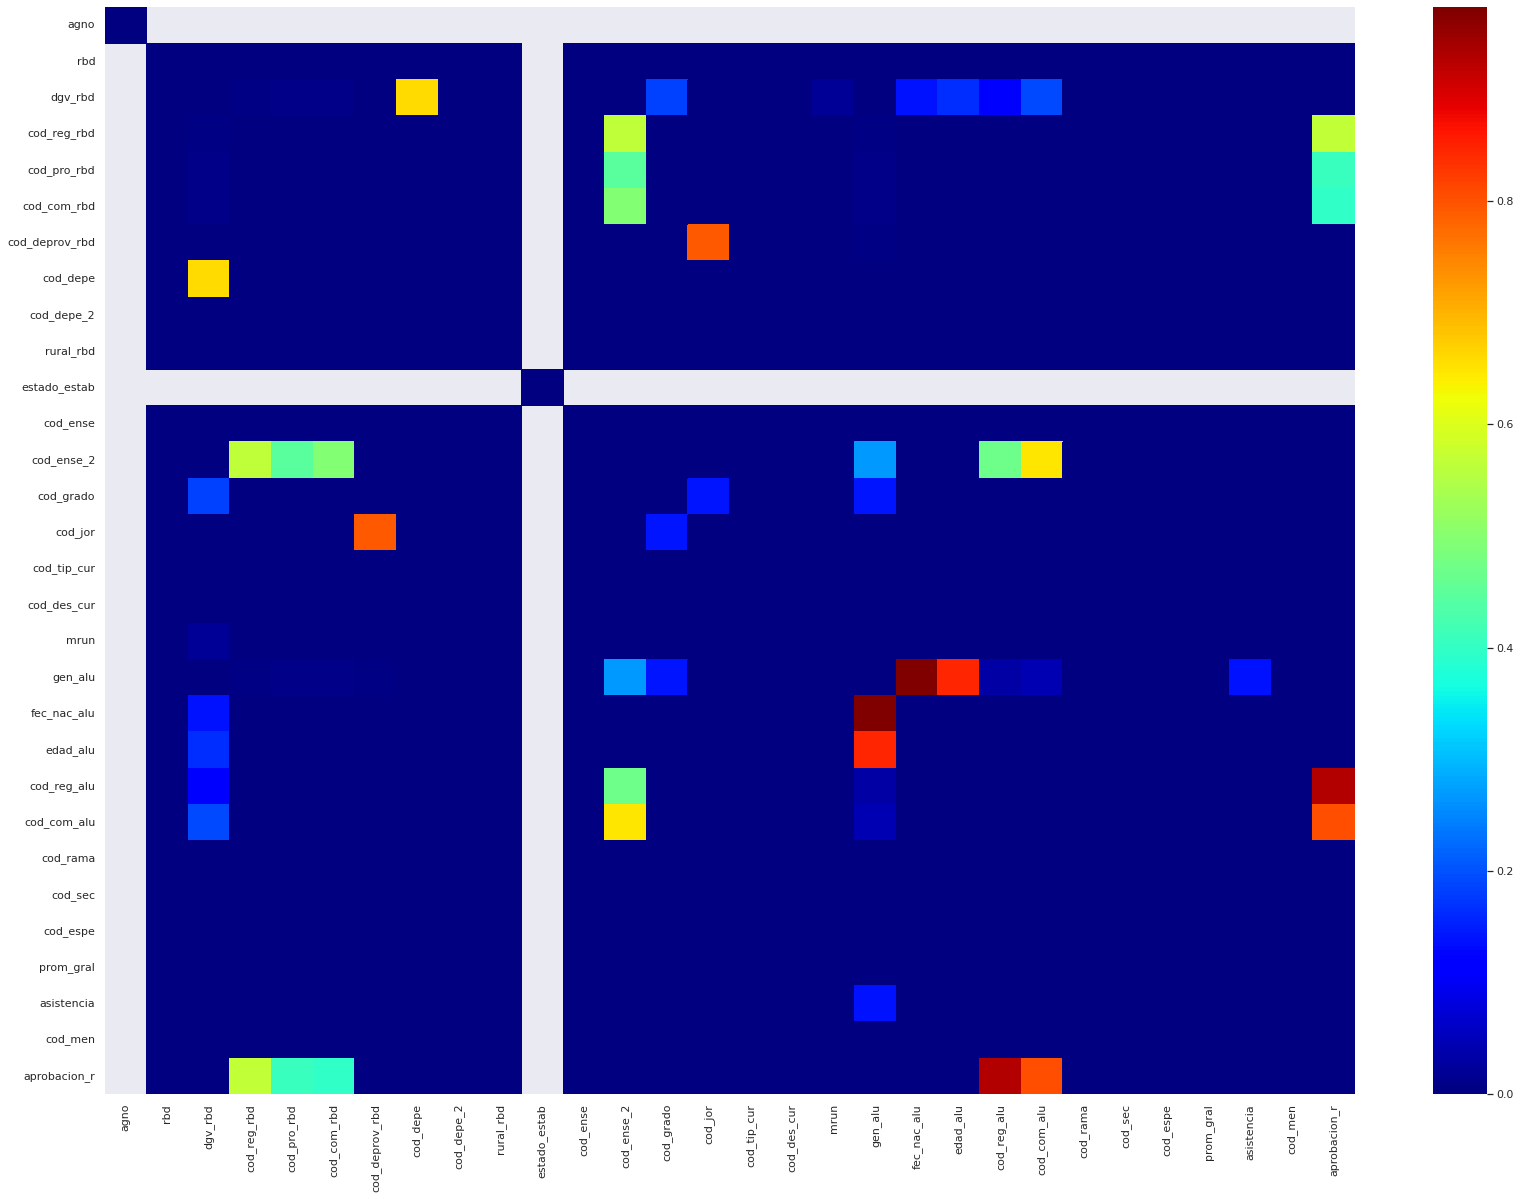 agno
rbd
dgv_rbd
cod_reg_rbd
cod_pro_rbd
cod_com_rbd
cod_deprov_rbd
cod_depe
cod_depe_2
rural_rbd
estado_estab
cod_ense
cod_ense_2
cod_grado
cod_jor
cod_tip_cur
cod_des_cur
mrun
gen_alu
fec_nac_alu
edad_alu
cod_reg_alu
cod_com_alu
cod_rama
cod_sec
cod_espe
prom_gral
asistencia
cod_men
aprobacion_r
agno
rbd
dgv_rbd
cod_reg_rbd
cod_pro_rbd
cod_com_rbd
cod_deprov_rbd
cod_depe
cod_depe_2
rural_rbd
estado_estab
cod_ense
cod_ense_2
cod_grado
cod_jor
cod_tip_cur
cod_des_cur
mrun
gen_alu
fec_nac_alu
edad_alu
cod_reg_alu
cod_com_alu
cod_rama
cod_sec
cod_espe
prom_gral
asistencia
cod_men
aprobacion_r
0.8
0.6
0.4
0.2
0.0